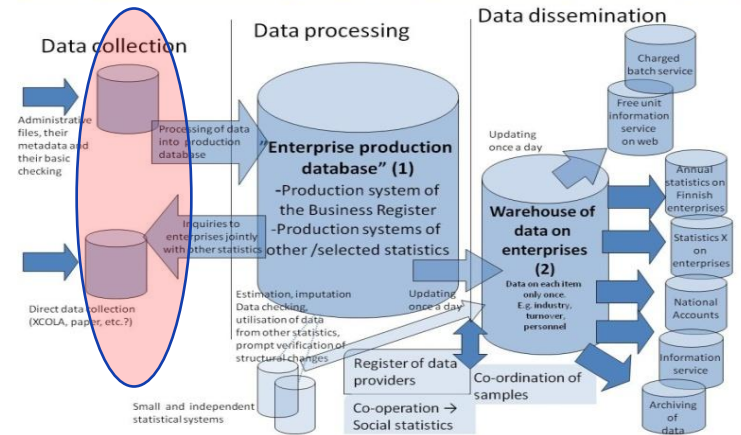 Data collection
Data processing
Data dissemination
Administrative
files, their
metadata and
their basic
checking
Processing of data
into production
database
Inquiries to
enterprises jointly
with other statistics
Direct data collection
(XCOLA, paper, etc.?)
"Enterprise production
database” (1)
-Production system of
the Business Register
-Production systems of
other /selected statistics
Estimation, imputation
Data checking,
utilisation of data
from other statistics,
prompt verification of
structural changes
Updating
once a day
Small and independent
statistical systems
Register of data
providers
Co-operation →
Social statistics
Co-ordination of
samples
Updating
once a day
Warehouse of
data on
enterprises
(2)
Data on each item
only once.
E.g. industry,
turnover,
personnel
Charged
batch service
Free unit
information
service
on web
Annual
statistics on
Finnish
enterprises
Statistics X
on
enterprises
National
Accounts
Information
service
Archiving
of
data